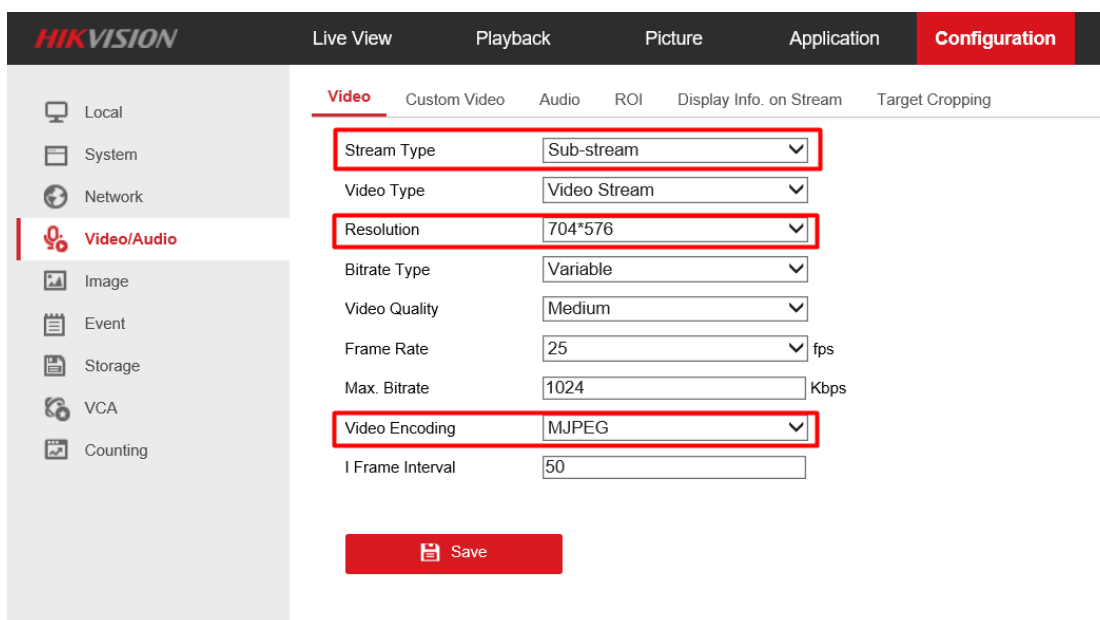 HIKVISION Live View Playback Picture Application Configuration
Local
System
Network
Video/Audio
Image
Event
Storage
VCA
Counting
Video Custom Video Audio ROI Display Info. on Stream Target Cropping
Stream Type Sub-stream
Video Type Video Stream
Resolution 704*576
Bitrate Type Variable
Video Quality Medium
Frame Rate 25 fps
Max. Bitrate 1024 Kbps
Video Encoding MJPEG
I Frame Interval 50
Save